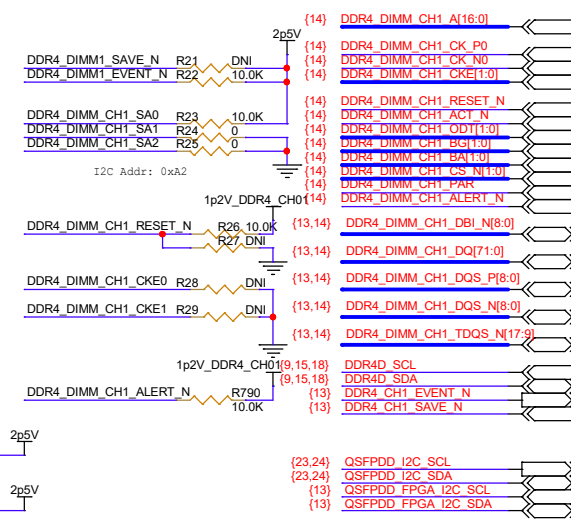 {14} DDR4_DIMM_CH1_A[16:0]
2p5V
{14} DDR4_DIMM_CH1_CK_P0
DDR4_DIMM1_SAVE_N R21 DNI {14} DDR4_DIMM_CH1_CK_N0
DDR4_DIMM1_EVENT_N R22 10.0K {14} DDR4_DIMM_CH1_CKE[1:0]
{14} DDR4_DIMM_CH1_RESET_N
DDR4_DIMM_CH1_SA0 R23 10.0K {14} DDR4_DIMM_CH1_ACT_N
DDR4_DIMM_CH1_SA1 R24 0 {14} DDR4_DIMM_CH1_ODT[1:0]
DDR4_DIMM_CH1_SA2 R25 0 {14} DDR4_DIMM_CH1_BG[1:0]
{14} DDR4_DIMM_CH1_BA[1:0]
I2C Addr: 0xA2 {14} DDR4_DIMM_CH1_CS_N[1:0]
{14} DDR4_DIMM_CH1_PAR
1p2V_DDR4_CH01 {14} DDR4_DIMM_CH1_ALERT_N
DDR4_DIMM_CH1_RESET_N R26 10.0K {13,14} DDR4_DIMM_CH1_DBI_N[8:0]
R27 DNI {13,14} DDR4_DIMM_CH1_DQ[71:0]
DDR4_DIMM_CH1_CKE0 R28 DNI {13,14} DDR4_DIMM_CH1_DQS_P[8:0]
DDR4_DIMM_CH1_CKE1 R29 DNI {13,14} DDR4_DIMM_CH1_DQS_N[8:0]
{13,14} DDR4_DIMM_CH1_TDQS_N[17:9]
1p2V_DDR4_CH01 {9,15,18} DDR4D_SCL
{9,15,18} DDR4D_SDA
DDR4_DIMM_CH1_ALERT_N R790 {13} DDR4_CH1_EVENT_N
10.0K {13} DDR4_CH1_SAVE_N
2p5V
{23,24} QSFPDD_I2C_SCL
{23,24} QSFPDD_I2C_SDA
2p5V {13} QSFPDD_FPGA_I2C_SCL
{13} QSFPDD_FPGA_I2C_SDA